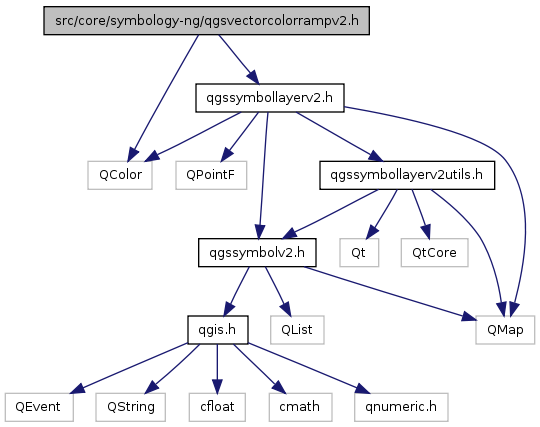 src/core/symbology-ng/qgsvectorcolorrampv2.h
qgssymbollayerv2.h
QColor
QPointF
qgssymbollayerv2utils.h
qgssymbolv2.h
Qt
QtCore
qgis.h
QList
QMap
QEvent
QString
cfloat
cmath
qnumeric.h